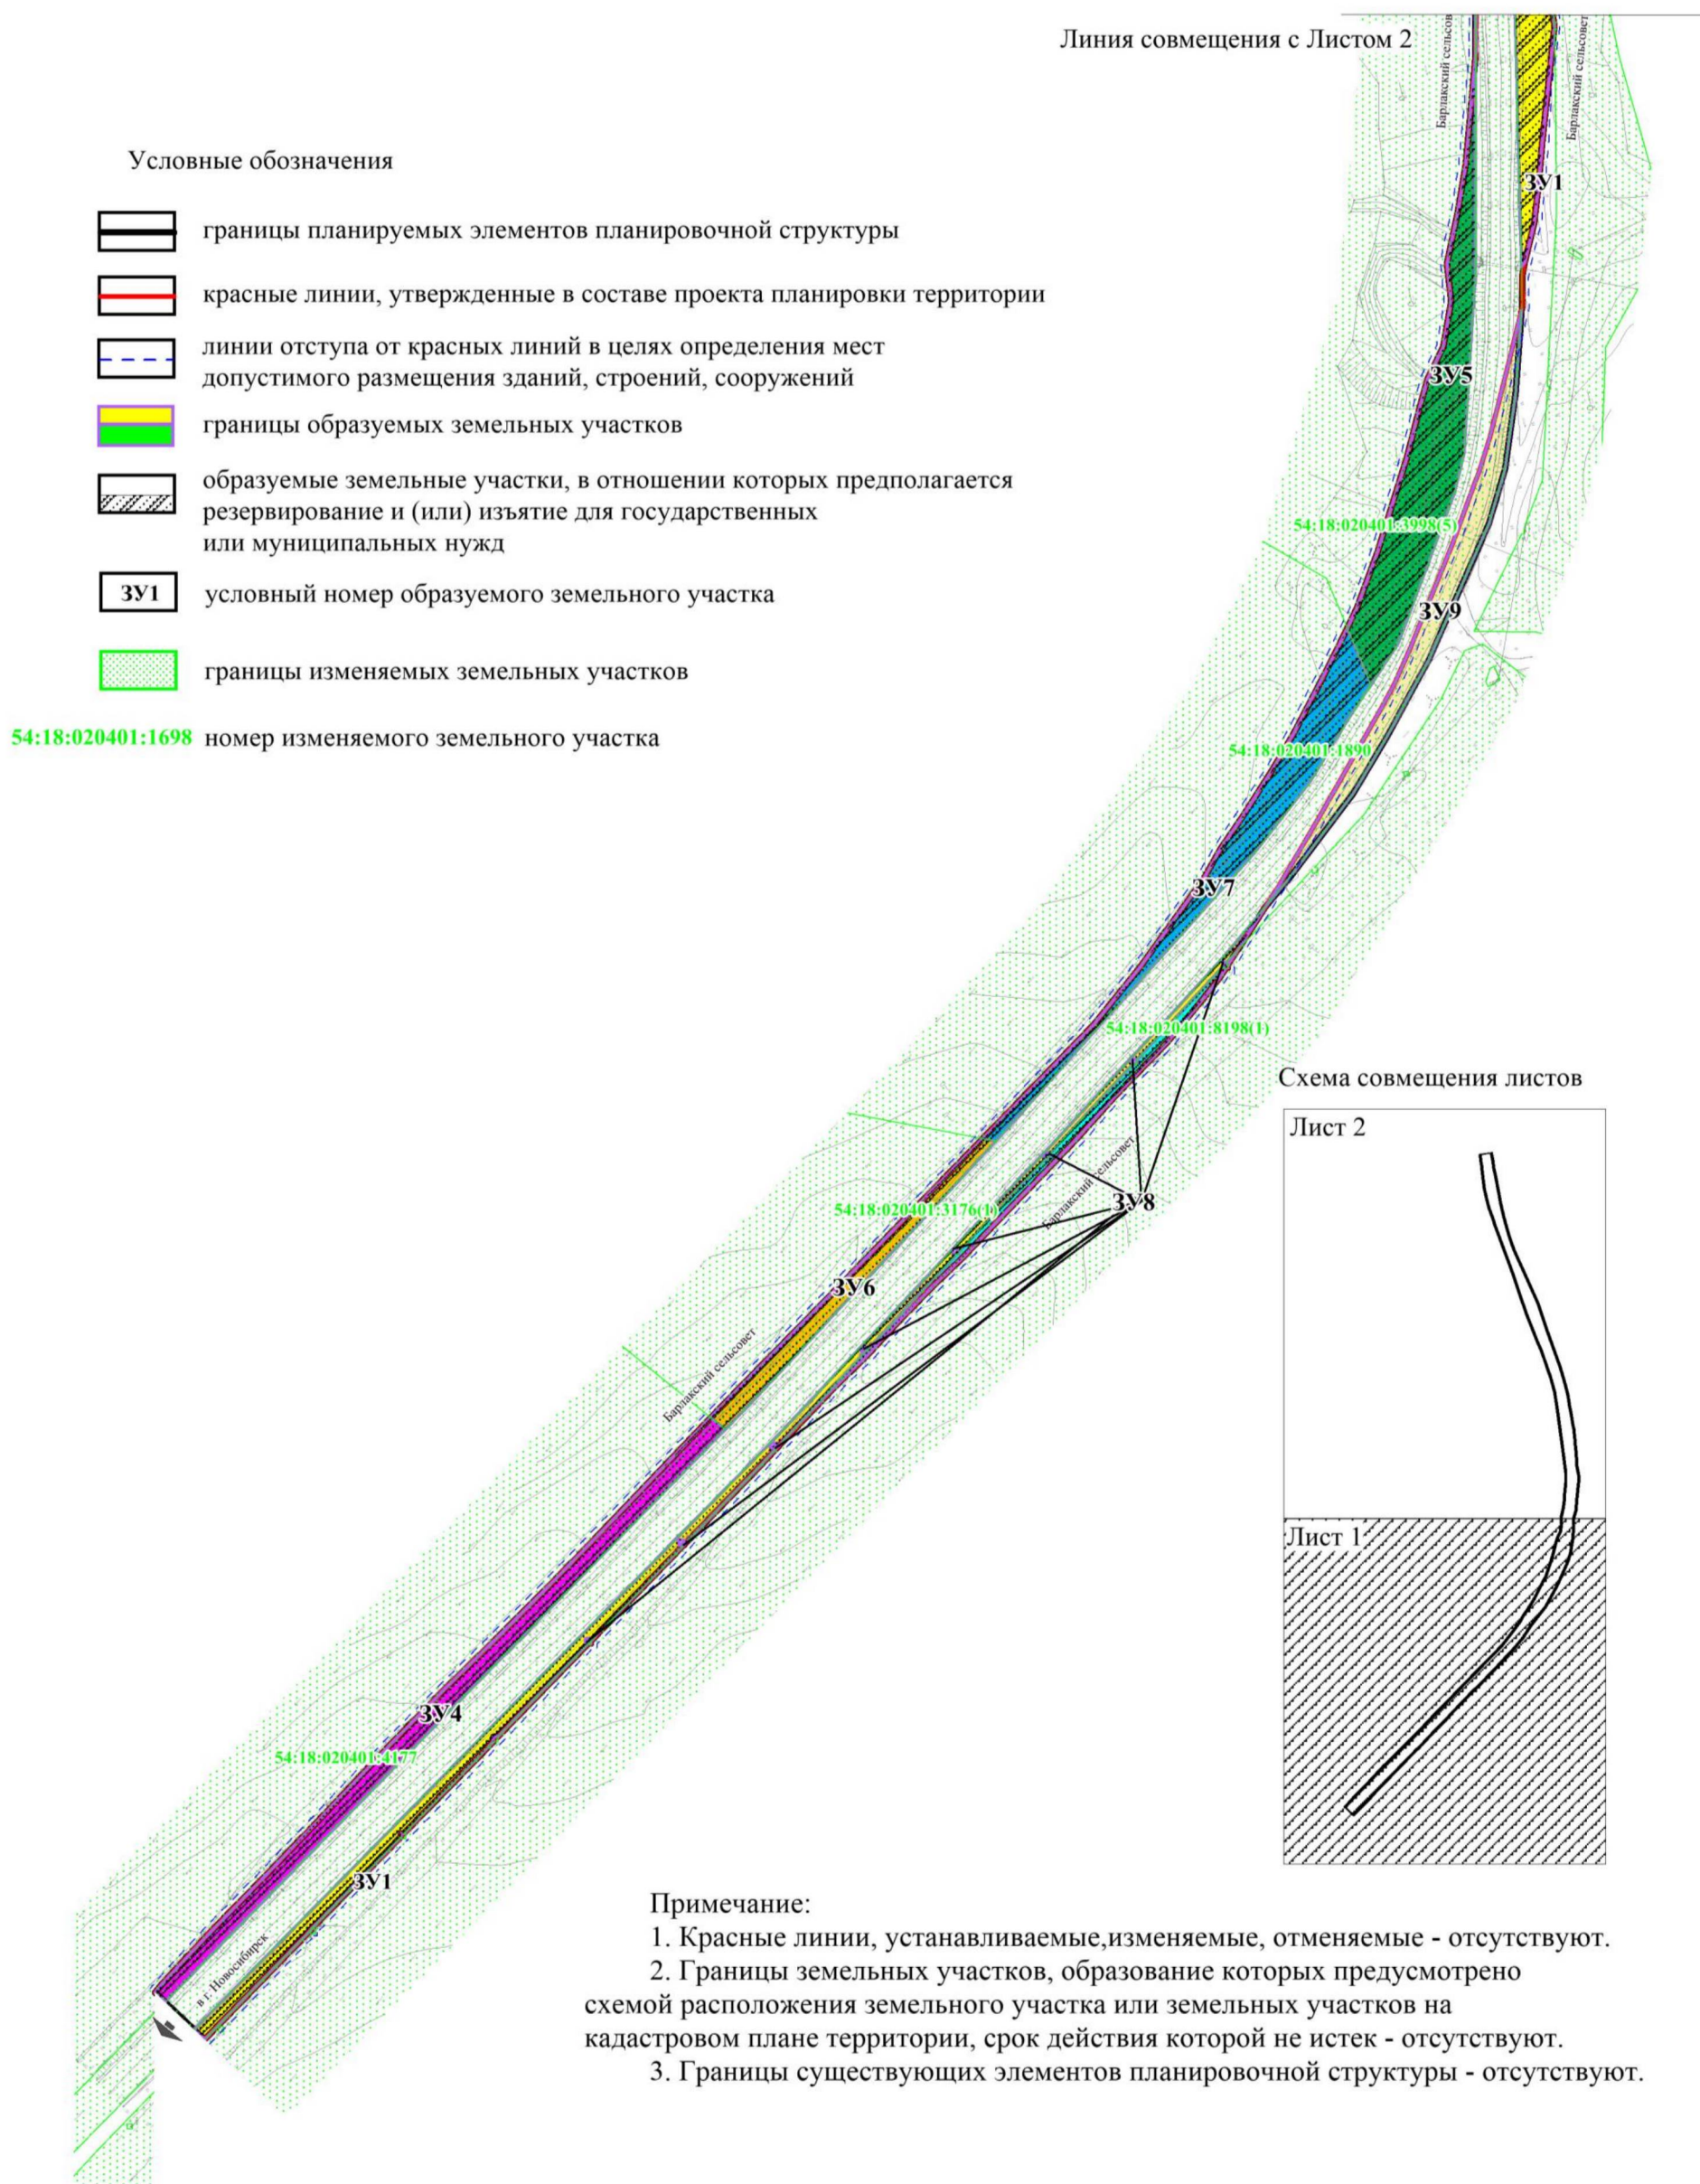 Линия совмещения с Листом 2
Барлакский сельсов
Барлакский сельсовет
Условные обозначения
границы планируемых элементов планировочной структуры
красные линии, утвержденные в составе проекта планировки территории
линии отступа от красных линий в целях определения мест
допустимого размещения зданий, строений, сооружений
границы образуемых земельных участков
образуемые земельные участки, в отношении которых предполагается
резервирование и (или) изъятие для государственных
или муниципальных нужд
ЗУ1 условный номер образуемого земельного участка
границы изменяемых земельных участков
54:18:020401:1698 номер изменяемого земельного участка
ЗУ1
ЗУ5
54:18:020401:3998(5)
ЗУ9
54:18:020401:1890
ЗУ7
54:18:020401:8198(1)
Барлакский сельсовет
ЗУ8
54:18:020401:3176(1)
ЗУ6
Барлакский сельсовет
ЗУ4
54:18:020401:4177
ЗУ1
в г. Новосибирск
Схема совмещения листов
Лист 2
Лист 1
Примечание:
1. Красные линии, устанавливаемые,изменяемые, отменяемые - отсутствуют.
2. Границы земельных участков, образование которых предусмотрено
схемой расположения земельного участка или земельных участков на
кадастровом плане территории, срок действия которой не истек - отсутствуют.
3. Границы существующих элементов планировочной структуры - отсутствуют.